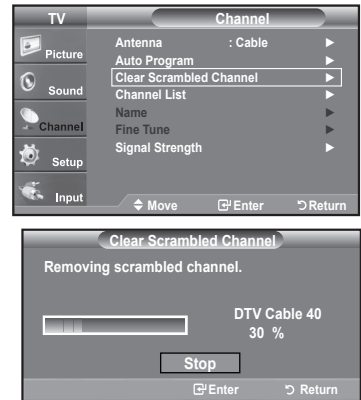 TV
Channel
Picture
Sound
Channel
Setup
Input
Antenna : Cable
Auto Program
Clear Scrambled Channel
Channel List
Name
Fine Tune
Signal Strength
Move Enter Return
Clear Scrambled Channel
Removing scrambled channel.
DTV Cable 40
30 %
Stop
Enter Return